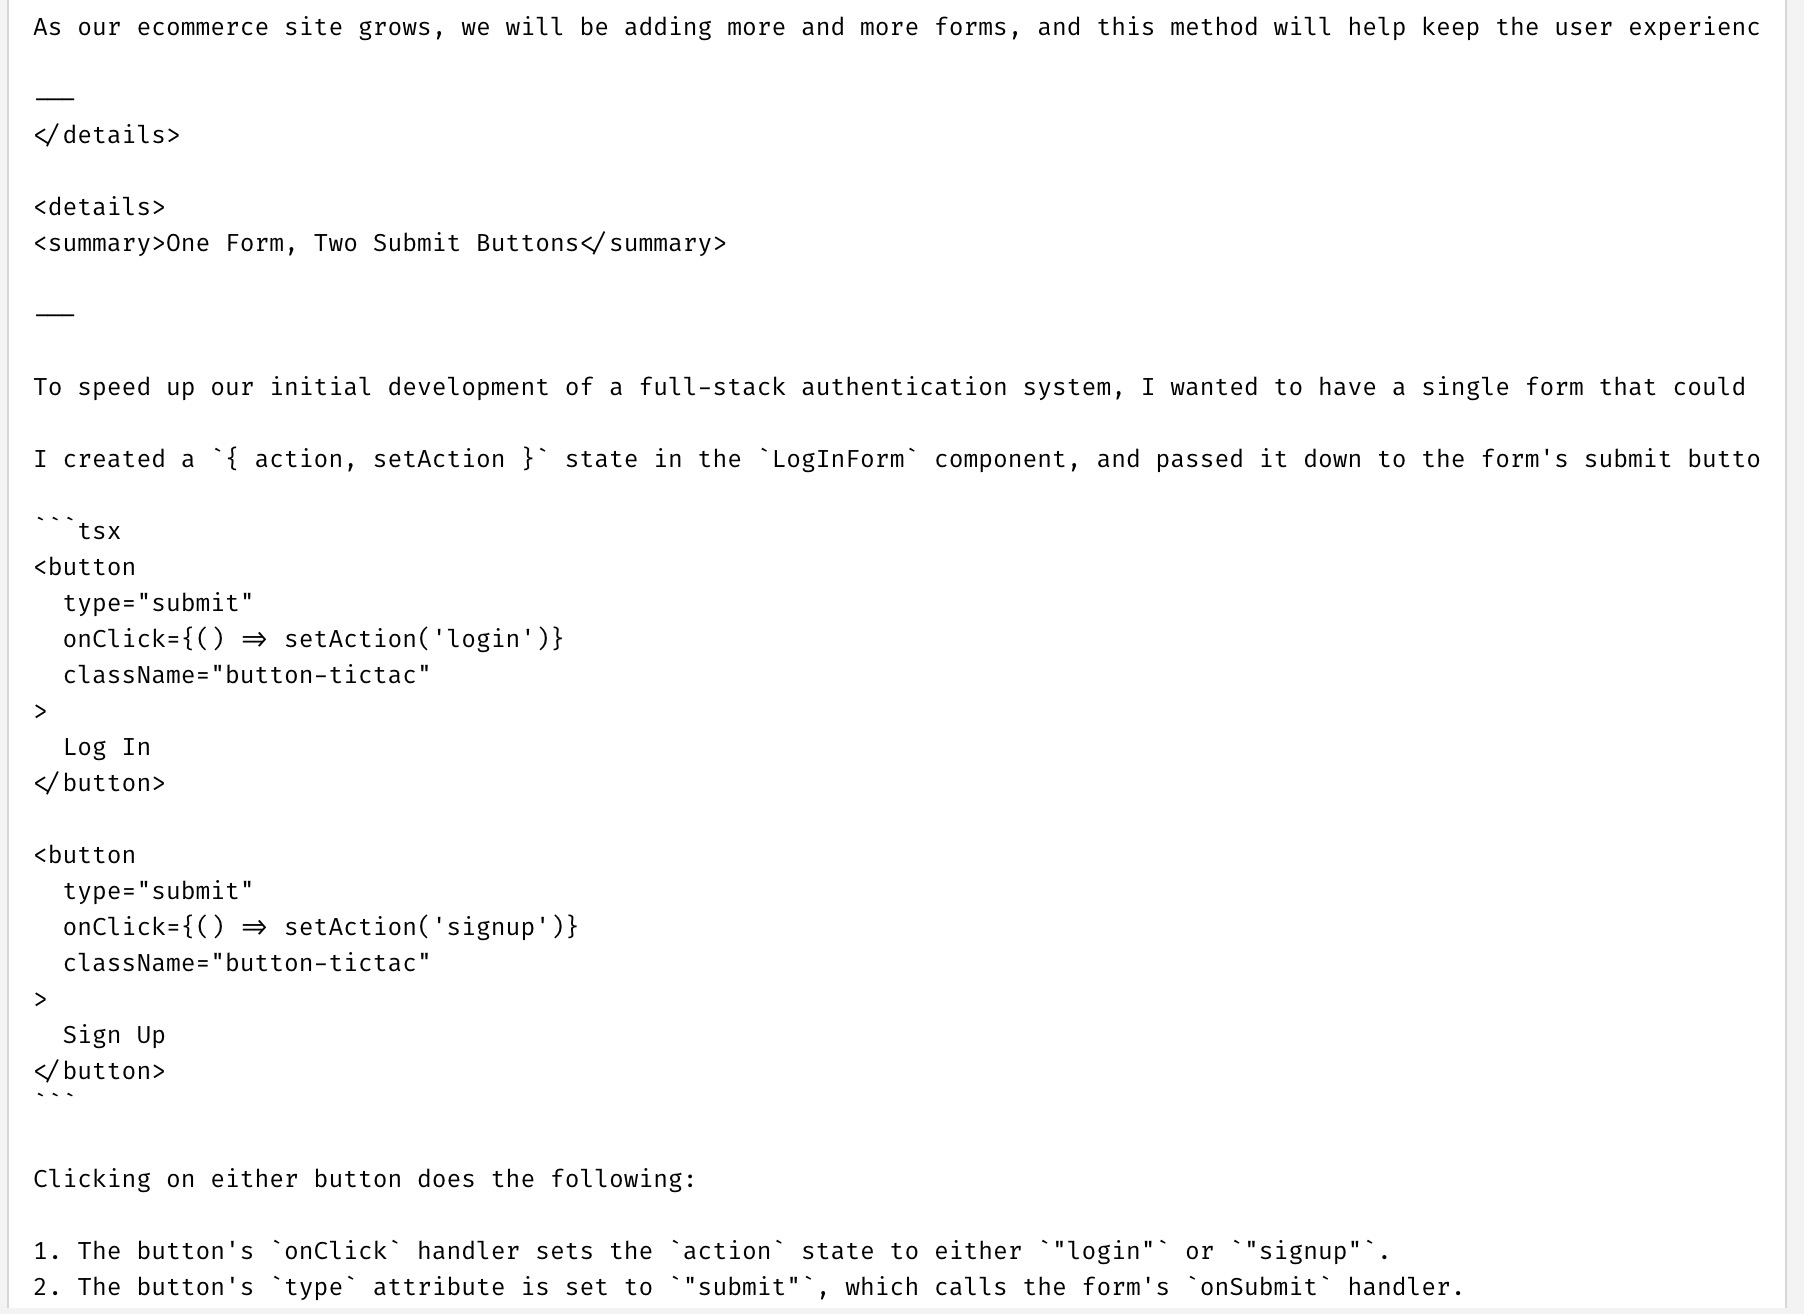 As our ecommerce site grows, we will be adding more and more forms, and this method will help keep the user experienc
---
</details>
<details>
<summary>One Form, Two Submit Buttons</summary>
---
To speed up our initial development of a full-stack authentication system, I wanted to have a single form that could
I created a `{ action, setAction }` state in the `LogInForm` component, and passed it down to the form's submit butto
```tsx
<button
  type="submit"
  onClick={() => setAction('login')}
  className="button-tictac"
>
  Log In
</button>
<button
  type="submit"
  onClick={() => setAction('signup')}
  className="button-tictac"
>
  Sign Up
</button>
```
Clicking on either button does the following:
1. The button's `onClick` handler sets the `action` state to either `"login"` or `"signup"`.
2. The button's `type` attribute is set to `"submit"`, which calls the form's `onSubmit` handler.